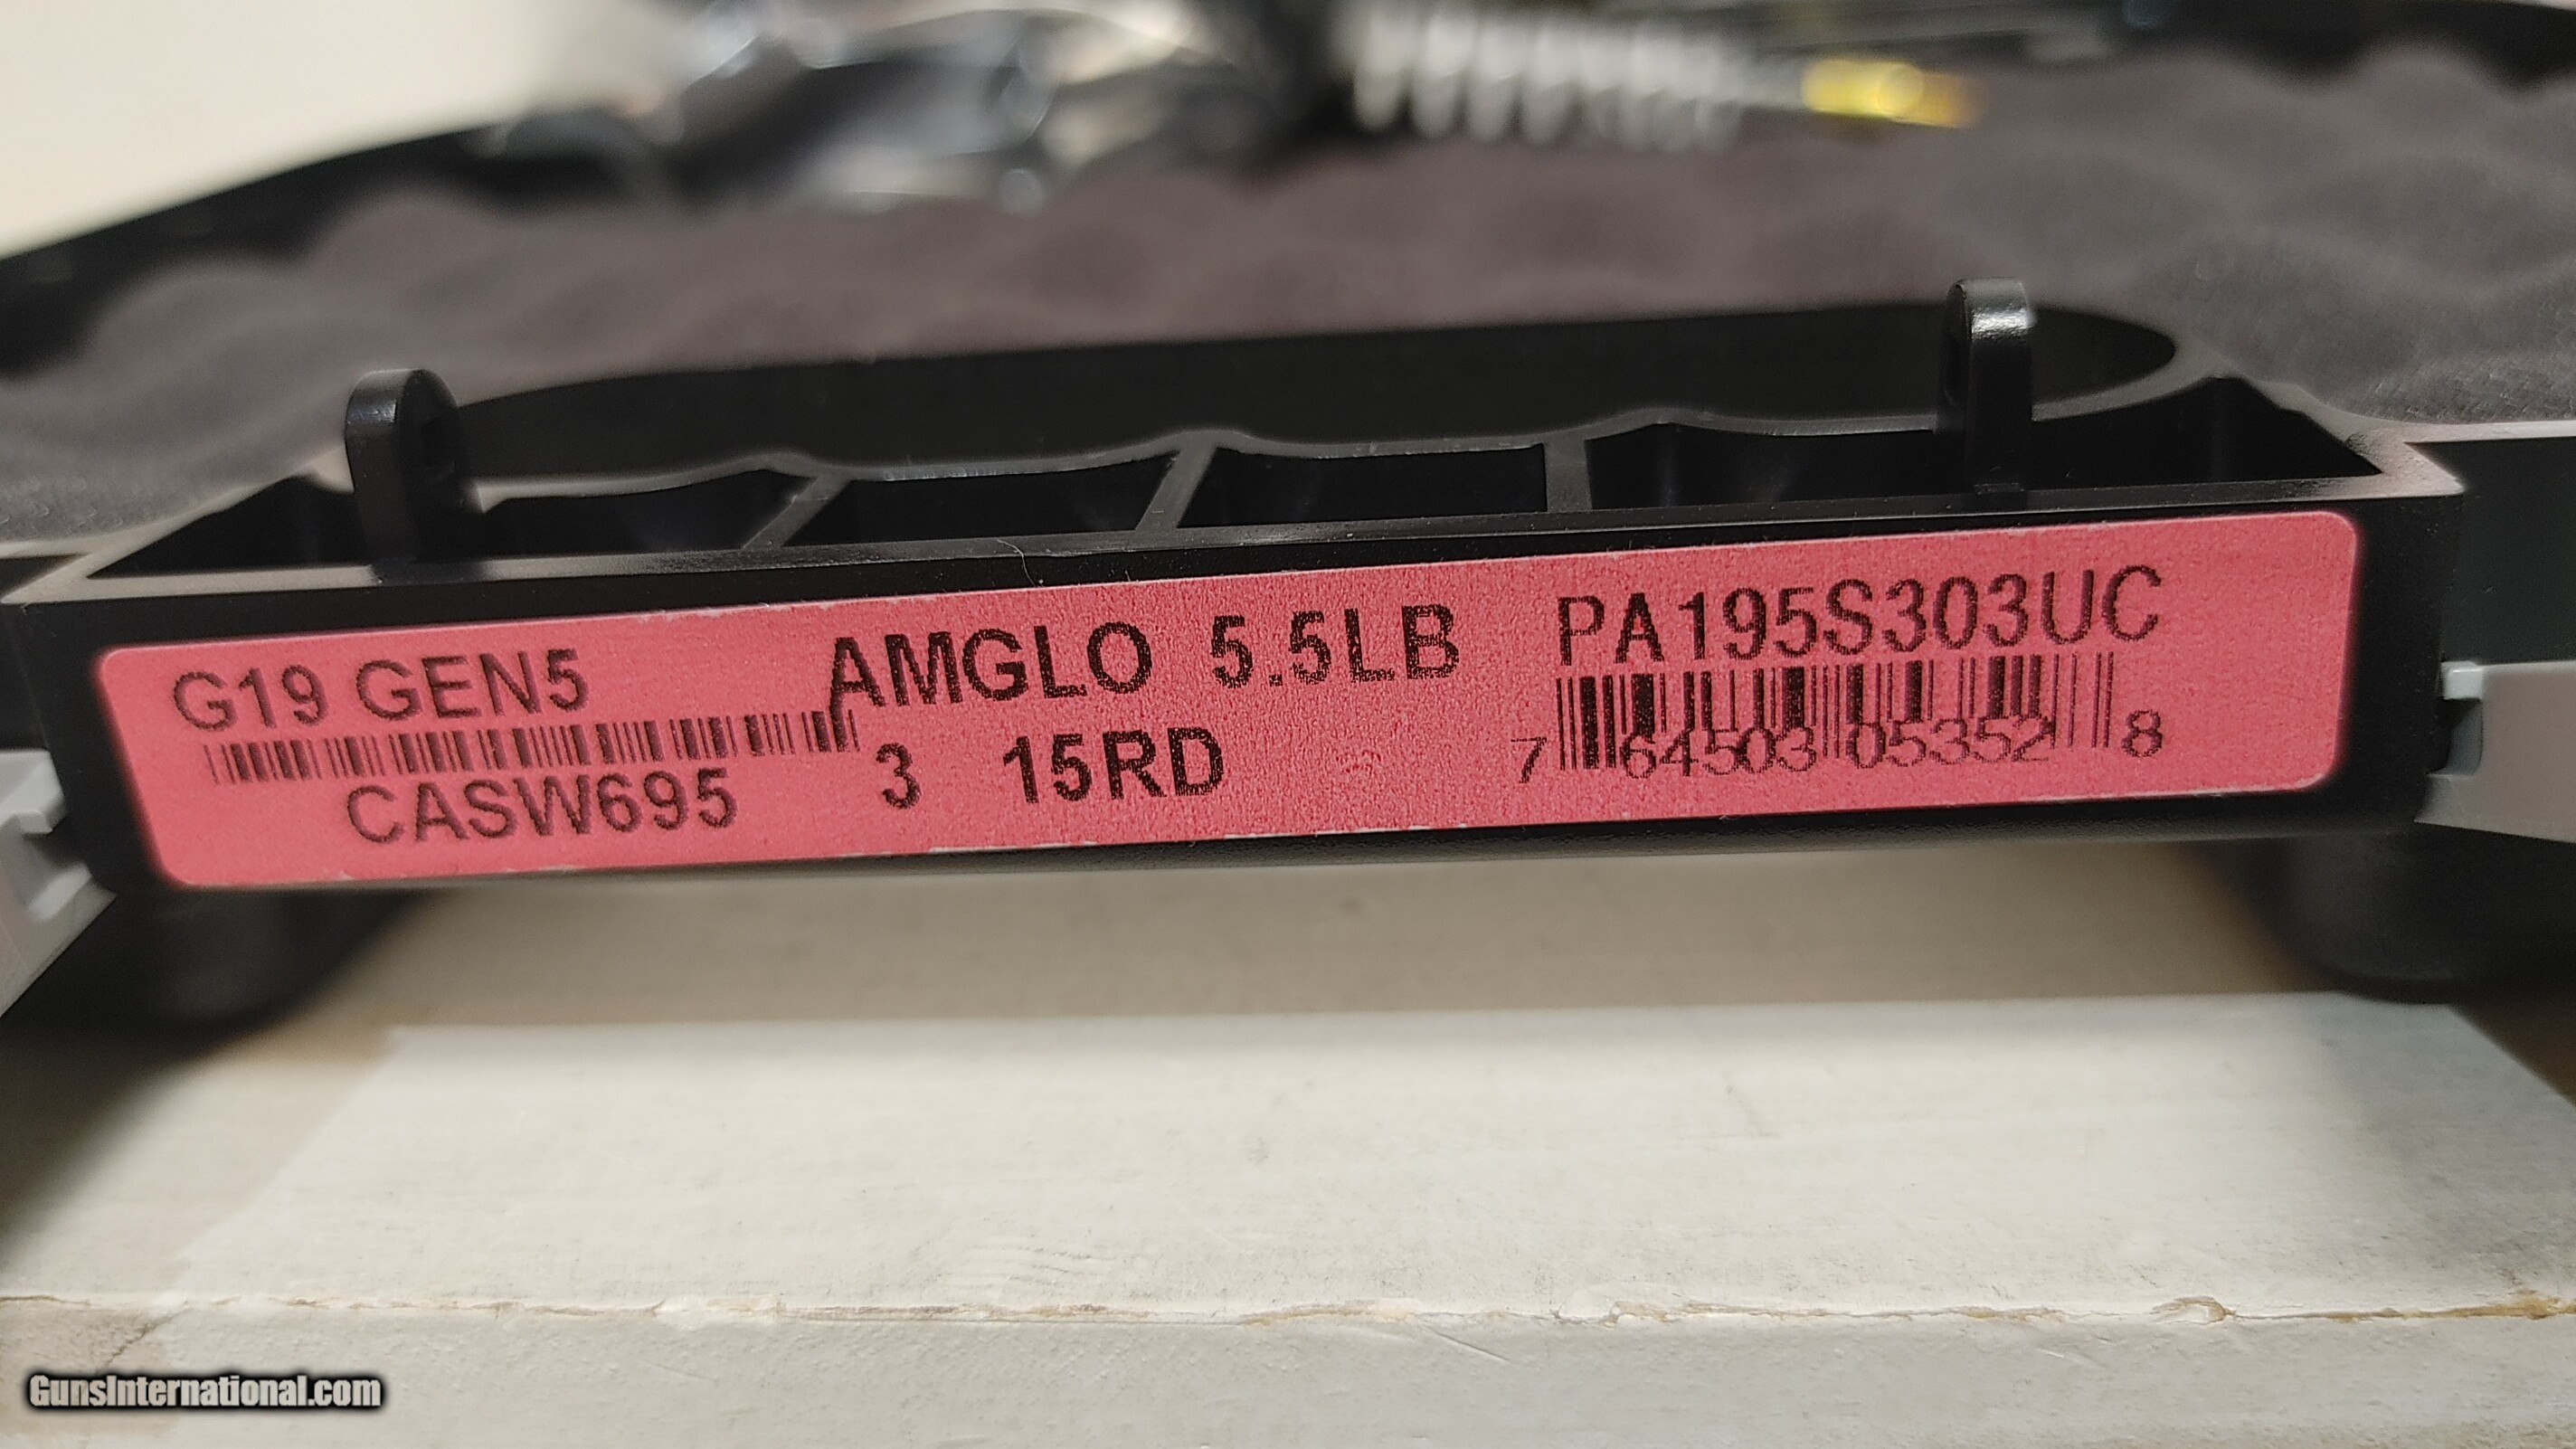 G19 GEN5
CASW695
AMGLO 5.5LB
3 15RD
PA195S303UC
7 64503 05352 8
GunsInternational.com